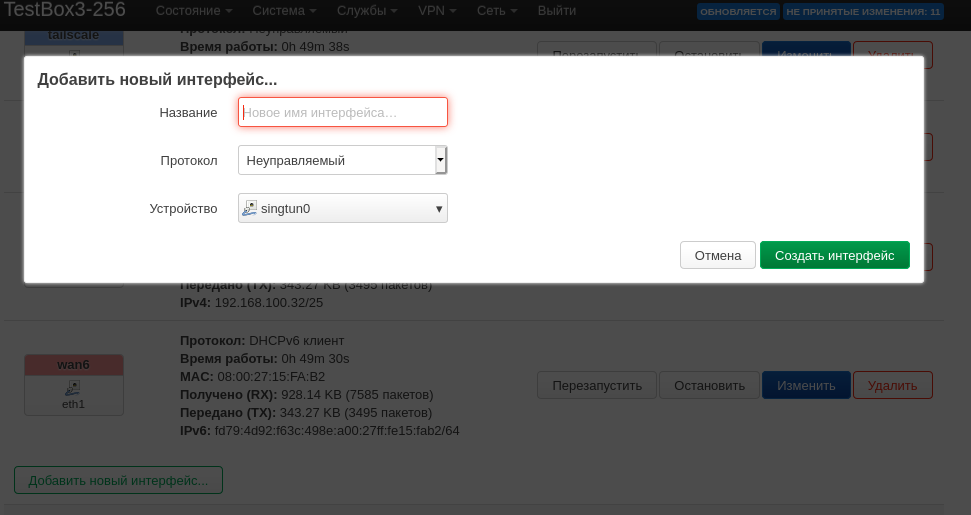 TestBox3-256 Состояние Система Службы VPN Сеть Выйти ОБНОВЛЯЕТСЯ НЕ ПРИНЯТЫЕ ИЗМЕНЕНИЯ: 11
tailscale
Протокол: Неуправляемый
Время работы: 0h 49m 38s
Перезапустить Остановить Изменить Удалить
Добавить новый интерфейс...
Название Новое имя интерфейса…
Протокол Неуправляемый
Устройство singtun0
Отмена Создать интерфейс
Передано (TX): 343.27 KB (3495 пакетов)
IPv4: 192.168.100.32/25
wan6
eth1
Протокол: DHCPv6 клиент
Время работы: 0h 49m 30s
MAC: 08:00:27:15:FA:B2
Получено (RX): 928.14 KB (7585 пакетов)
Передано (TX): 343.27 KB (3495 пакетов)
IPv6: fd79:4d92:f63c:498e:a00:27ff:fe15:fab2/64
Перезапустить Остановить Изменить Удалить
Добавить новый интерфейс...